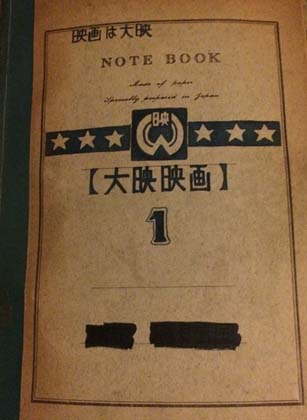 映画は大映
NOTE BOOK
Made of paper
Specially prepared in Japan
映
【大映映画】
1